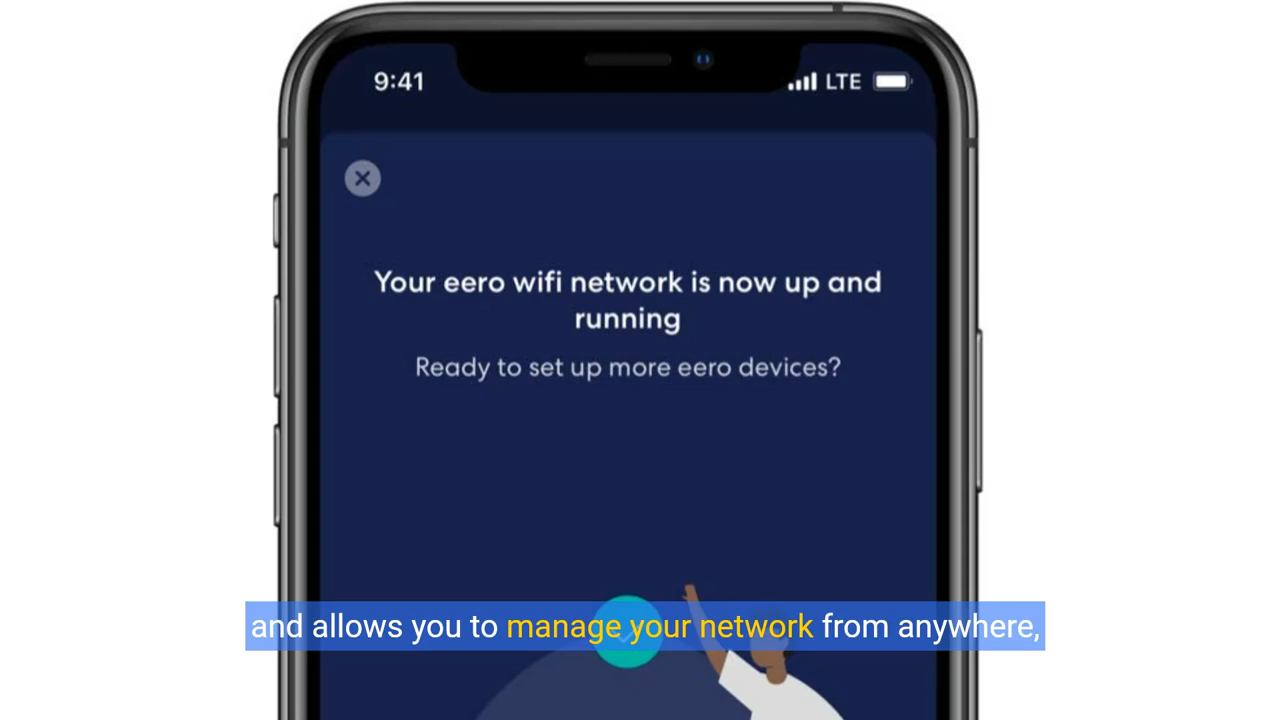 9:41
LTE
Your eero wifi network is now up and
running
Ready to set up more eero devices?
and allows you to manage your network from anywhere,